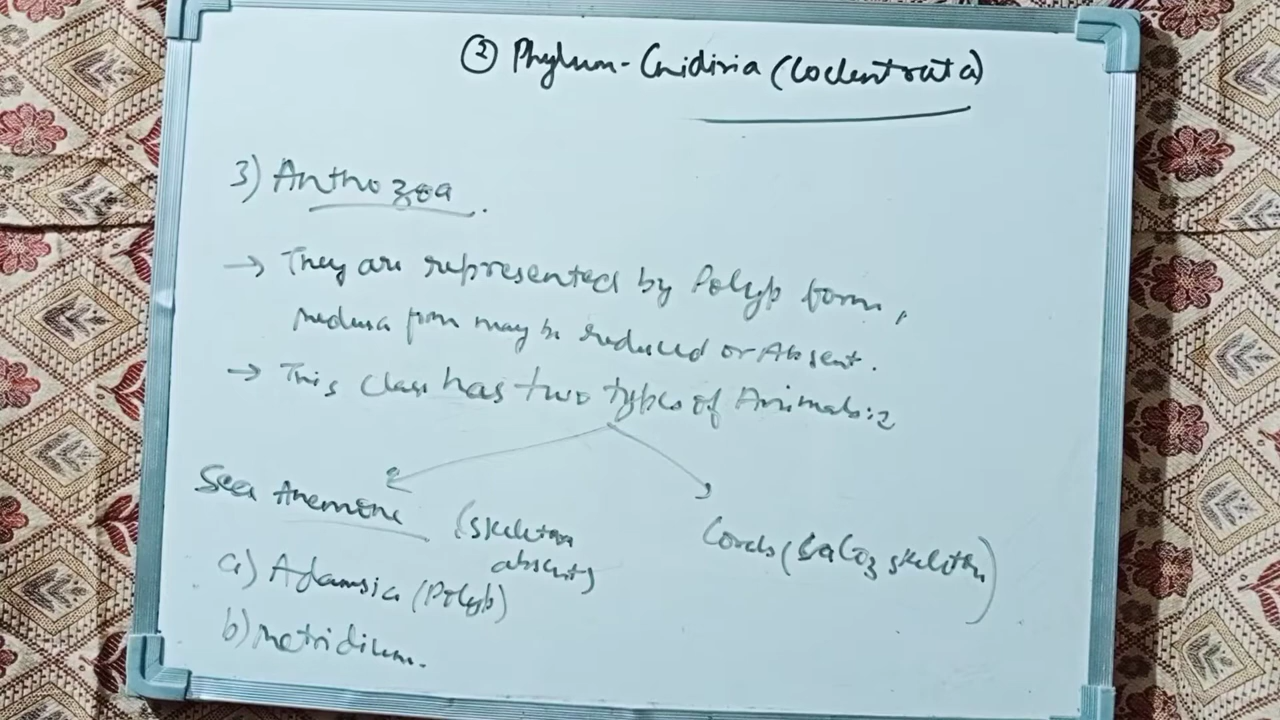 ② Phylum - Cnidiria (Coelentrata)
3) Anthozoa.
→ They are represented by Polyp form,
medusa form may be reduced or Absent.
→ This class has two types of Animals:-
Sea Anemone (skeleton absent)
Corals (CaCo3 skeleton)
a) Adamsia (Polyp)
b) Metridium.